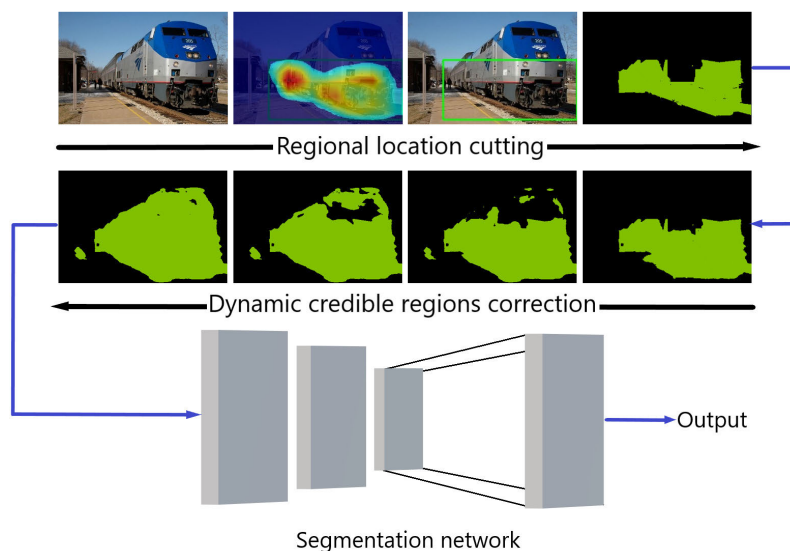 Regional location cutting
Dynamic credible regions correction
Output
Segmentation network